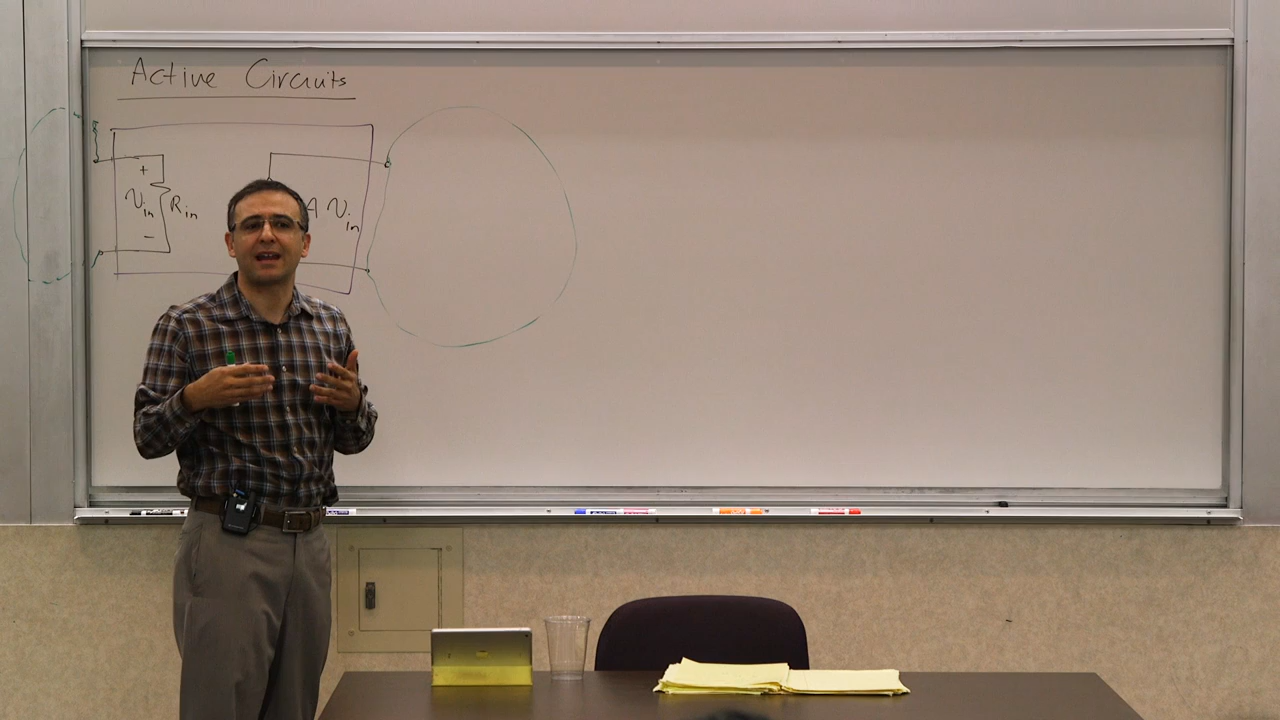 Active Circuits
+
V_in R_in A V_in
−